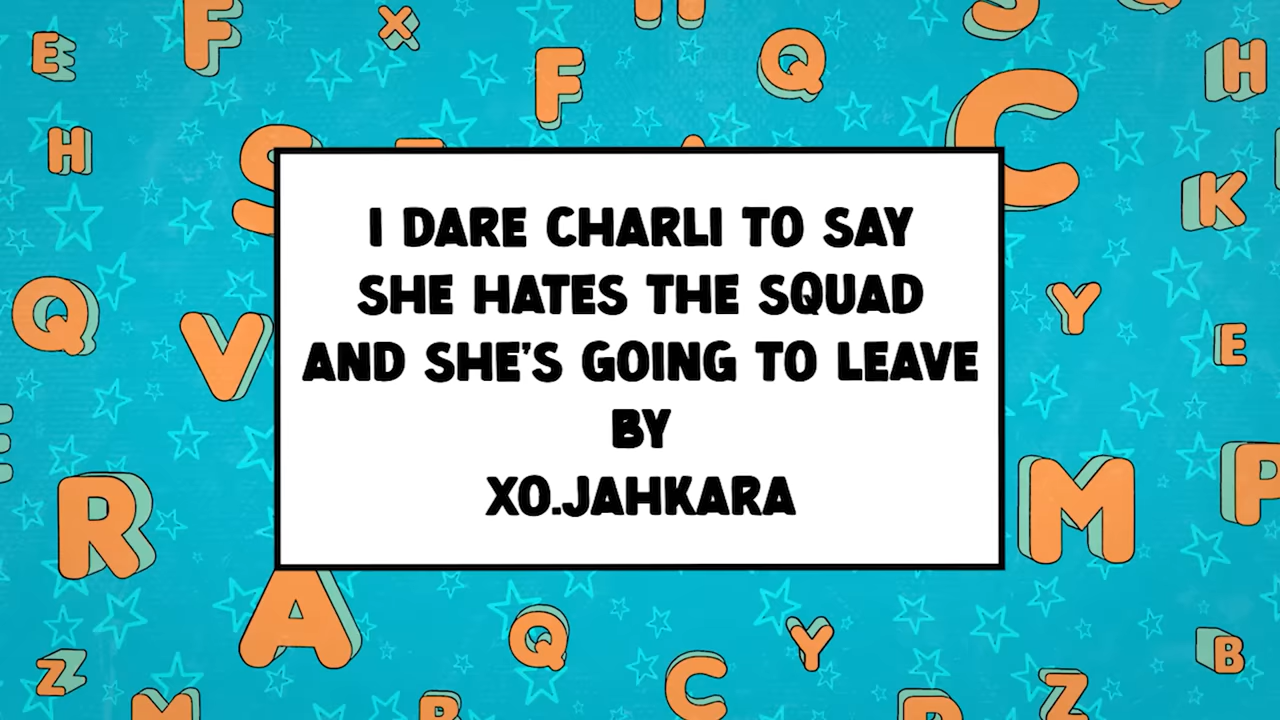 I DARE CHARLI TO SAY
SHE HATES THE SQUAD
AND SHE'S GOING TO LEAVE
BY
XO.JAHKARA